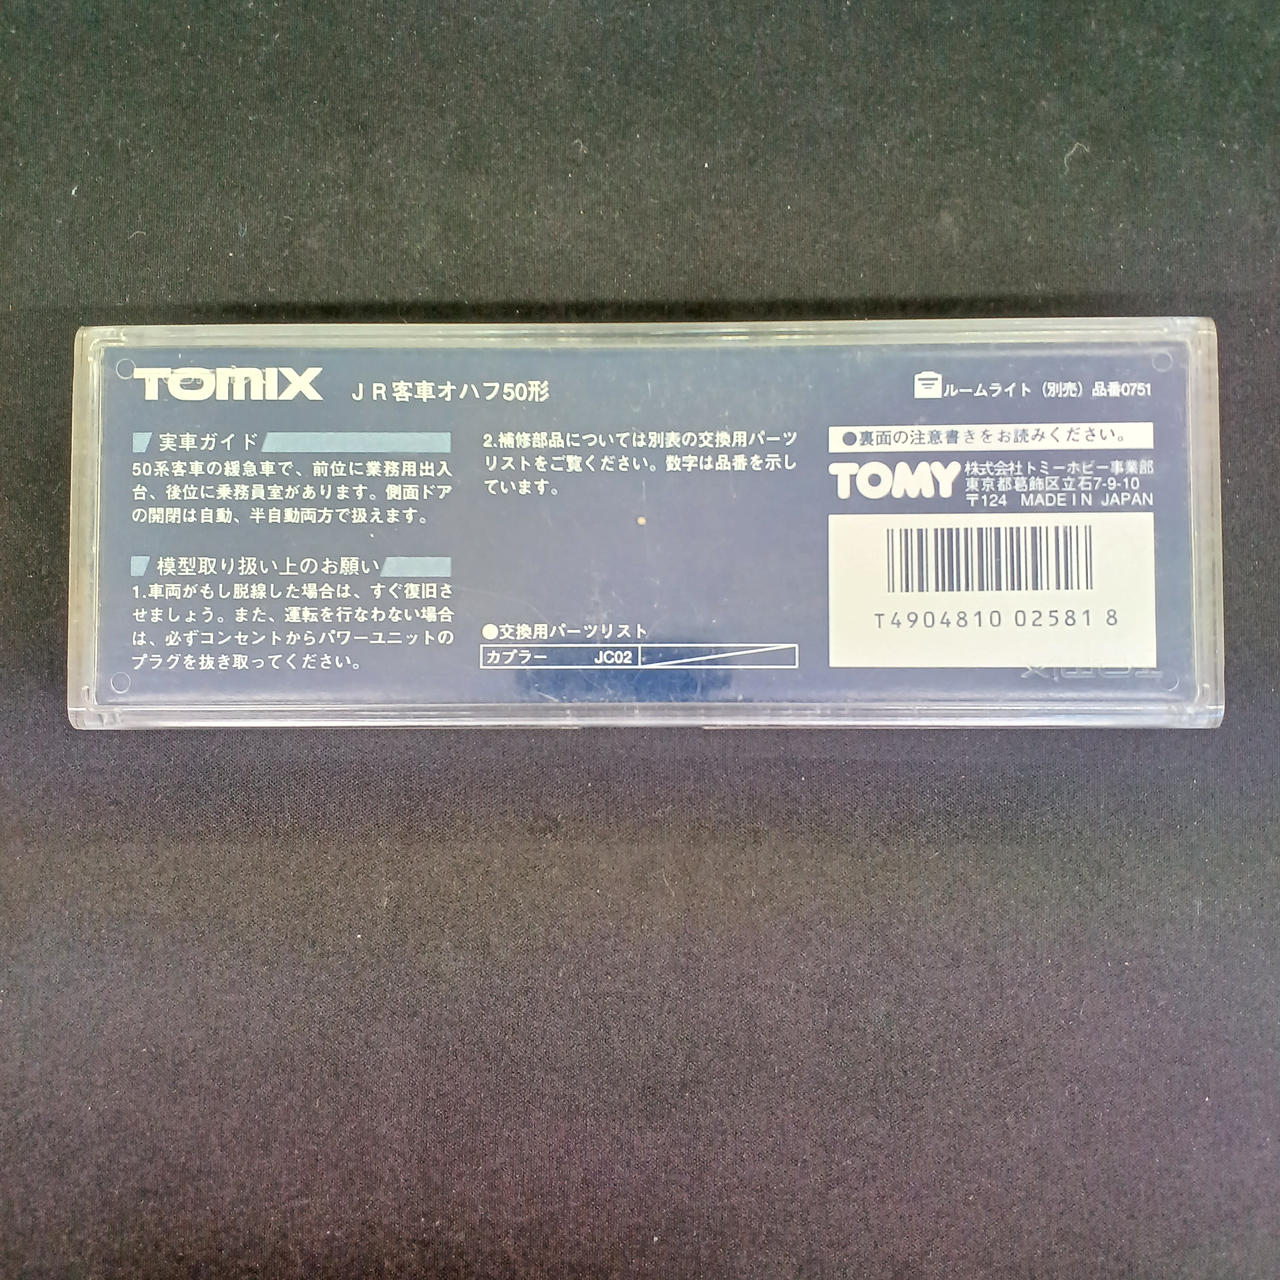 TOMIX JR客車オハフ50形
ルームライト（別売）品番0751
実車ガイド
50系客車の緩急車で、前位に業務用出入
台、後位に乗務員室があります。側面ドア
の開閉は自動、半自動両方で扱えます。
模型取り扱い上のお願い
1.車両がもし脱線した場合は、すぐ復旧さ
せましょう。また、運転を行なわない場合
は、必ずコンセントからパワーユニットの
プラグを抜き取ってください。
2.補修部品については別表の交換用パーツ
リストをご覧ください。数字は品番を示し
ています。
●交換用パーツリスト
カプラー JC02
●裏面の注意書きをお読みください。
TOMY 株式会社トミーホビー事業部
東京都葛飾区立石7-9-10
〒124 MADE IN JAPAN
T4904810 02581 8
TOMIX